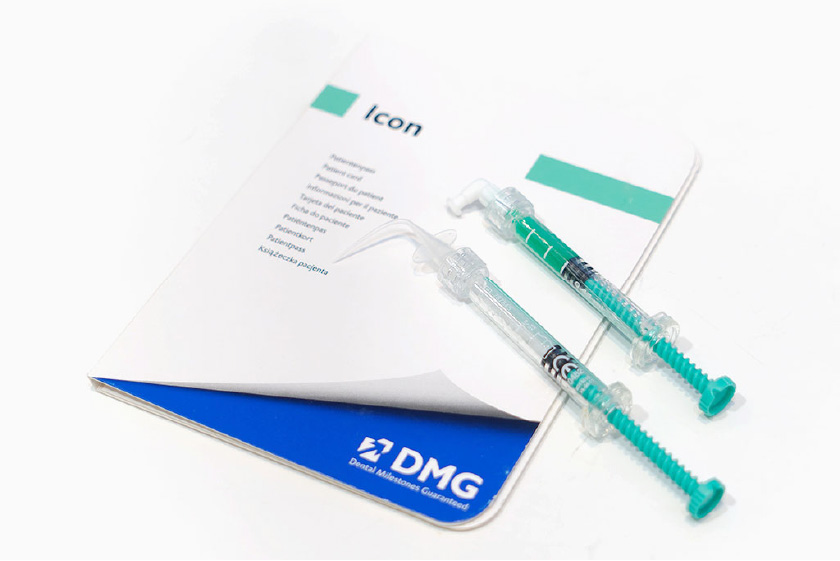 Icon
Patientenpass
Patient card
Passeport du patient
Informazioni per il paziente
Tarjeta del paciente
Ficha do paciente
Patiëntenpas
Patientkort
Patientpass
Książeczka pacjenta
DMG
Dental Milestones Guaranteed
CE